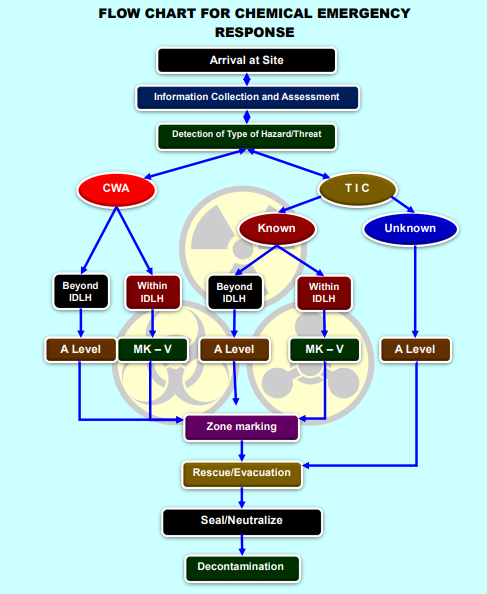 FLOW CHART FOR CHEMICAL EMERGENCY
RESPONSE
Arrival at Site
Information Collection and Assessment
Detection of Type of Hazard/Threat
CWA
T I C
Known
Unknown
Beyond
IDLH
Within
IDLH
Beyond
IDLH
Within
IDLH
A Level
MK – V
A Level
MK – V
A Level
Zone marking
Rescue/Evacuation
Seal/Neutralize
Decontamination